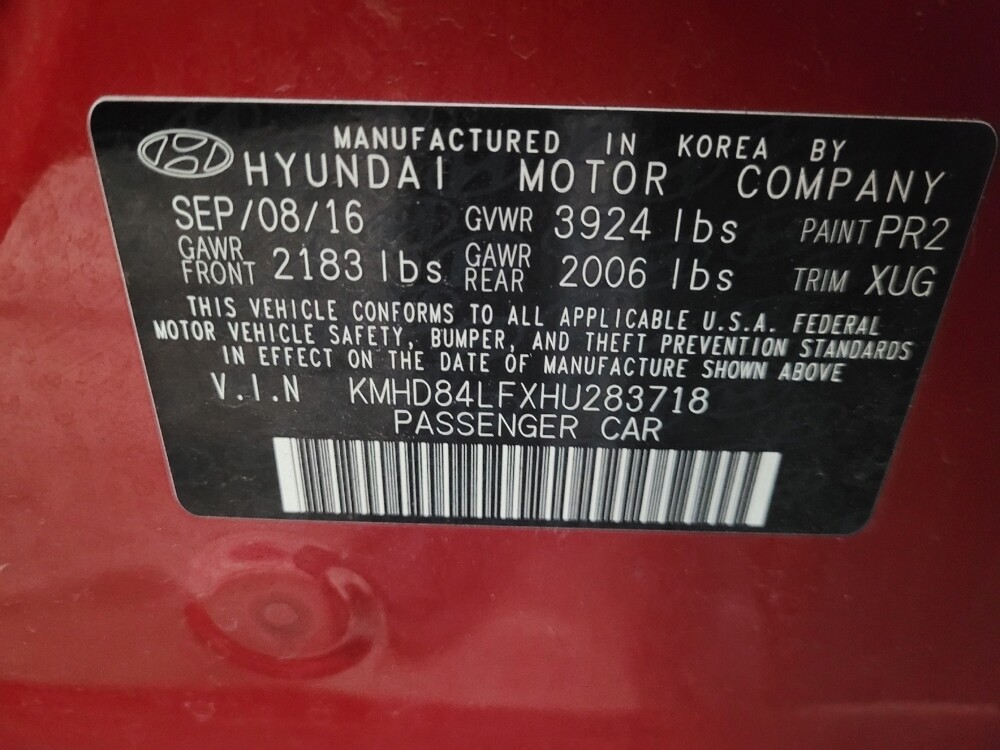 MANUFACTURED IN KOREA BY
HYUNDAI MOTOR COMPANY
SEP/08/16 GVWR 3924 lbs PAINT PR2
GAWR FRONT 2183 lbs GAWR REAR 2006 lbs TRIM XUG
THIS VEHICLE CONFORMS TO ALL APPLICABLE U.S.A. FEDERAL
MOTOR VEHICLE SAFETY, BUMPER, AND THEFT PREVENTION STANDARDS
IN EFFECT ON THE DATE OF MANUFACTURE SHOWN ABOVE
V.I.N KMHD84LFXHU283718
PASSENGER CAR